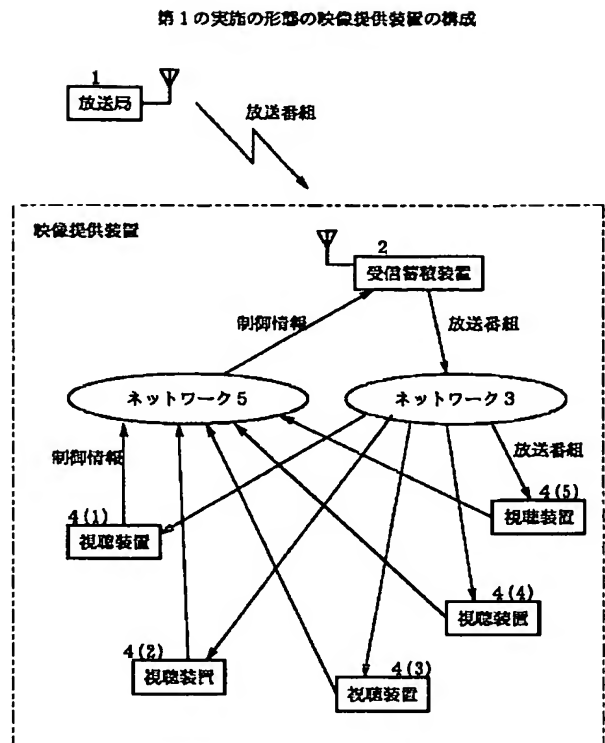 第1の実施の形態の映像提供装置の構成
1
放送局
放送番組
映像提供装置
2
受信蓄積装置
制御情報
放送番組
ネットワーク5
ネットワーク3
制御情報
放送番組
4(1)
視聴装置
4(5)
視聴装置
4(4)
視聴装置
4(2)
視聴装置
4(3)
視聴装置